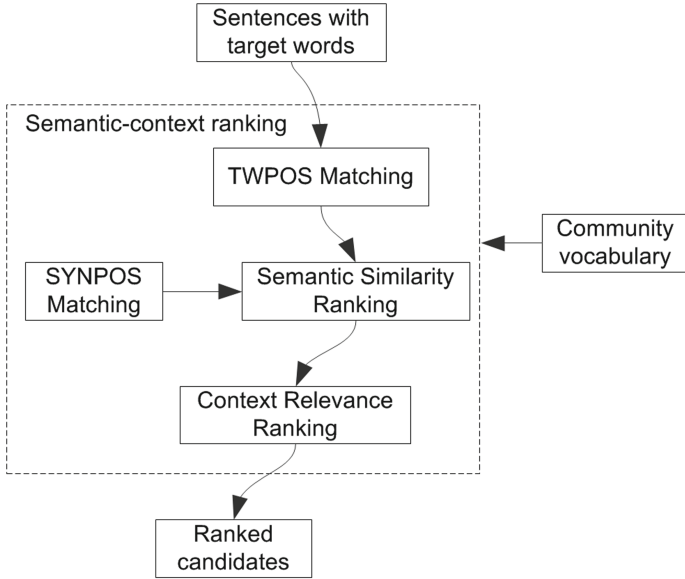 Sentences with
target words
Semantic-context ranking
TWPOS Matching
Community
vocabulary
SYNPOS
Matching
Semantic Similarity
Ranking
Context Relevance
Ranking
Ranked
candidates